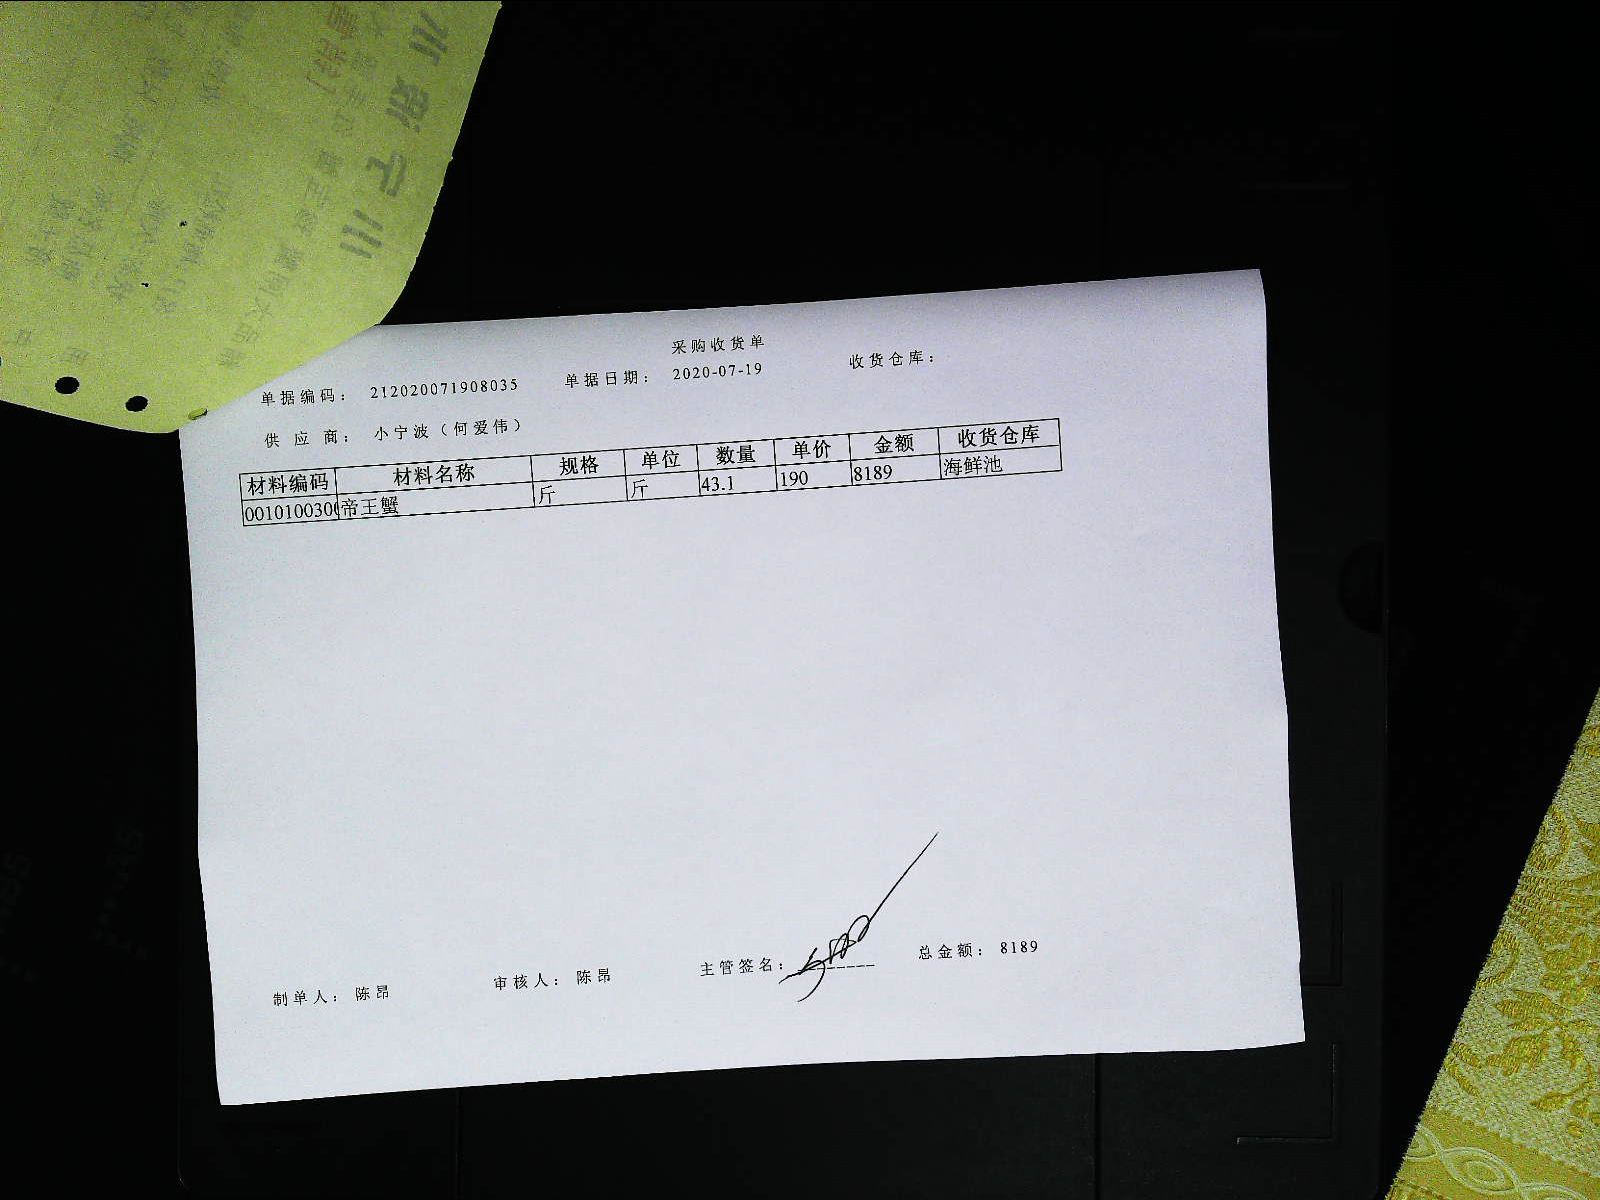 采购收货单
单据编码： 212020071908035 单据日期： 2020-07-19 收货仓库：
供 应 商： 小宁波（何爱伟）
材料编码 材料名称 规格 单位 数量 单价 金额 收货仓库
001010030 帝王蟹 斤 斤 43.1 190 8189 海鲜池
制单人： 陈昂 审核人： 陈昂 主管签名： 总金额： 8189